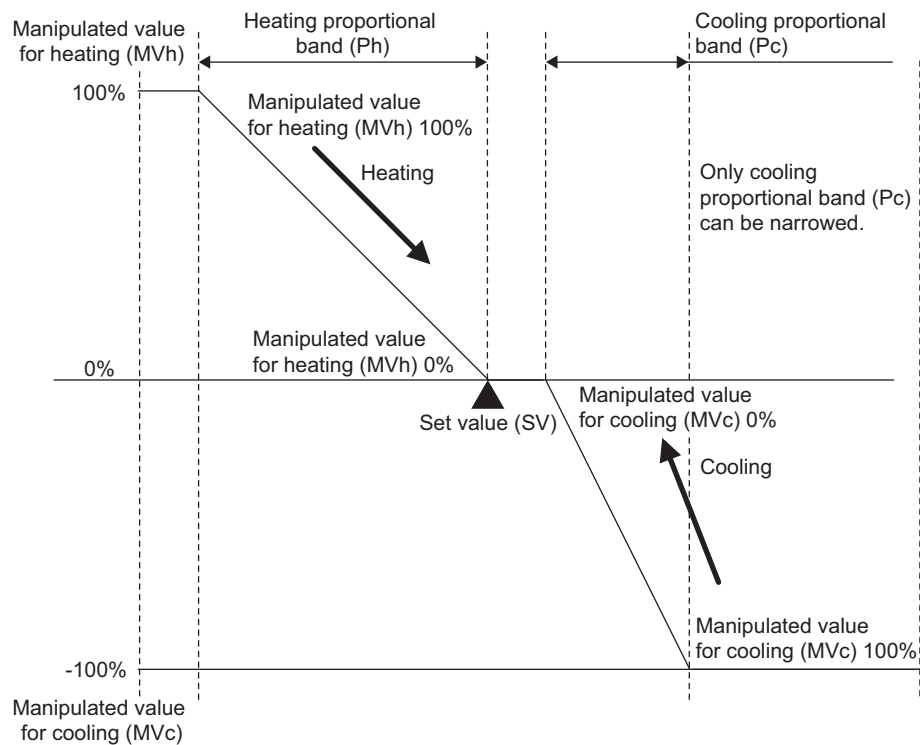 Manipulated value
for heating (MVh)
Heating proportional
band (Ph)
Cooling proportional
band (Pc)
100%
Manipulated value
for heating (MVh) 100%
Heating
Only cooling
proportional band (Pc)
can be narrowed.
Manipulated value
for heating (MVh) 0%
0%
Set value (SV)
Manipulated value
for cooling (MVc) 0%
Cooling
Manipulated value
for cooling (MVc) 100%
-100%
Manipulated value
for cooling (MVc)